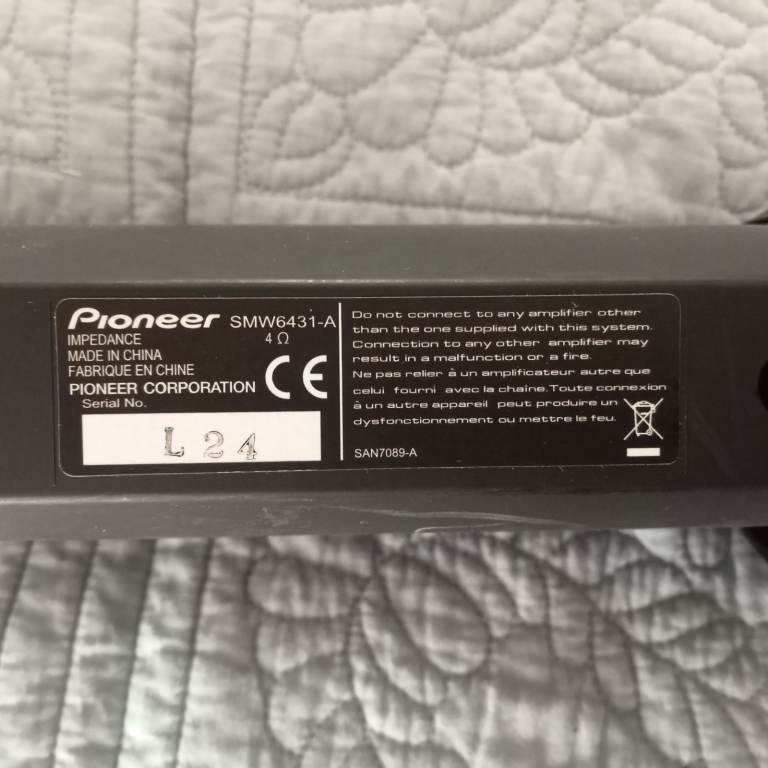 Pioneer SMW6431-A
IMPEDANCE 4 Ω
MADE IN CHINA
FABRIQUE EN CHINE
PIONEER CORPORATION CE
Serial No.
L 24
Do not connect to any amplifier other
than the one supplied with this system.
Connection to any other amplifier may
result in a malfunction or a fire.
Ne pas relier à un amplificateur autre que
celui fourni avec la chaîne.Toute connexion
à un autre appareil peut produire un
dysfonctionnement ou mettre le feu.
SAN7089-A